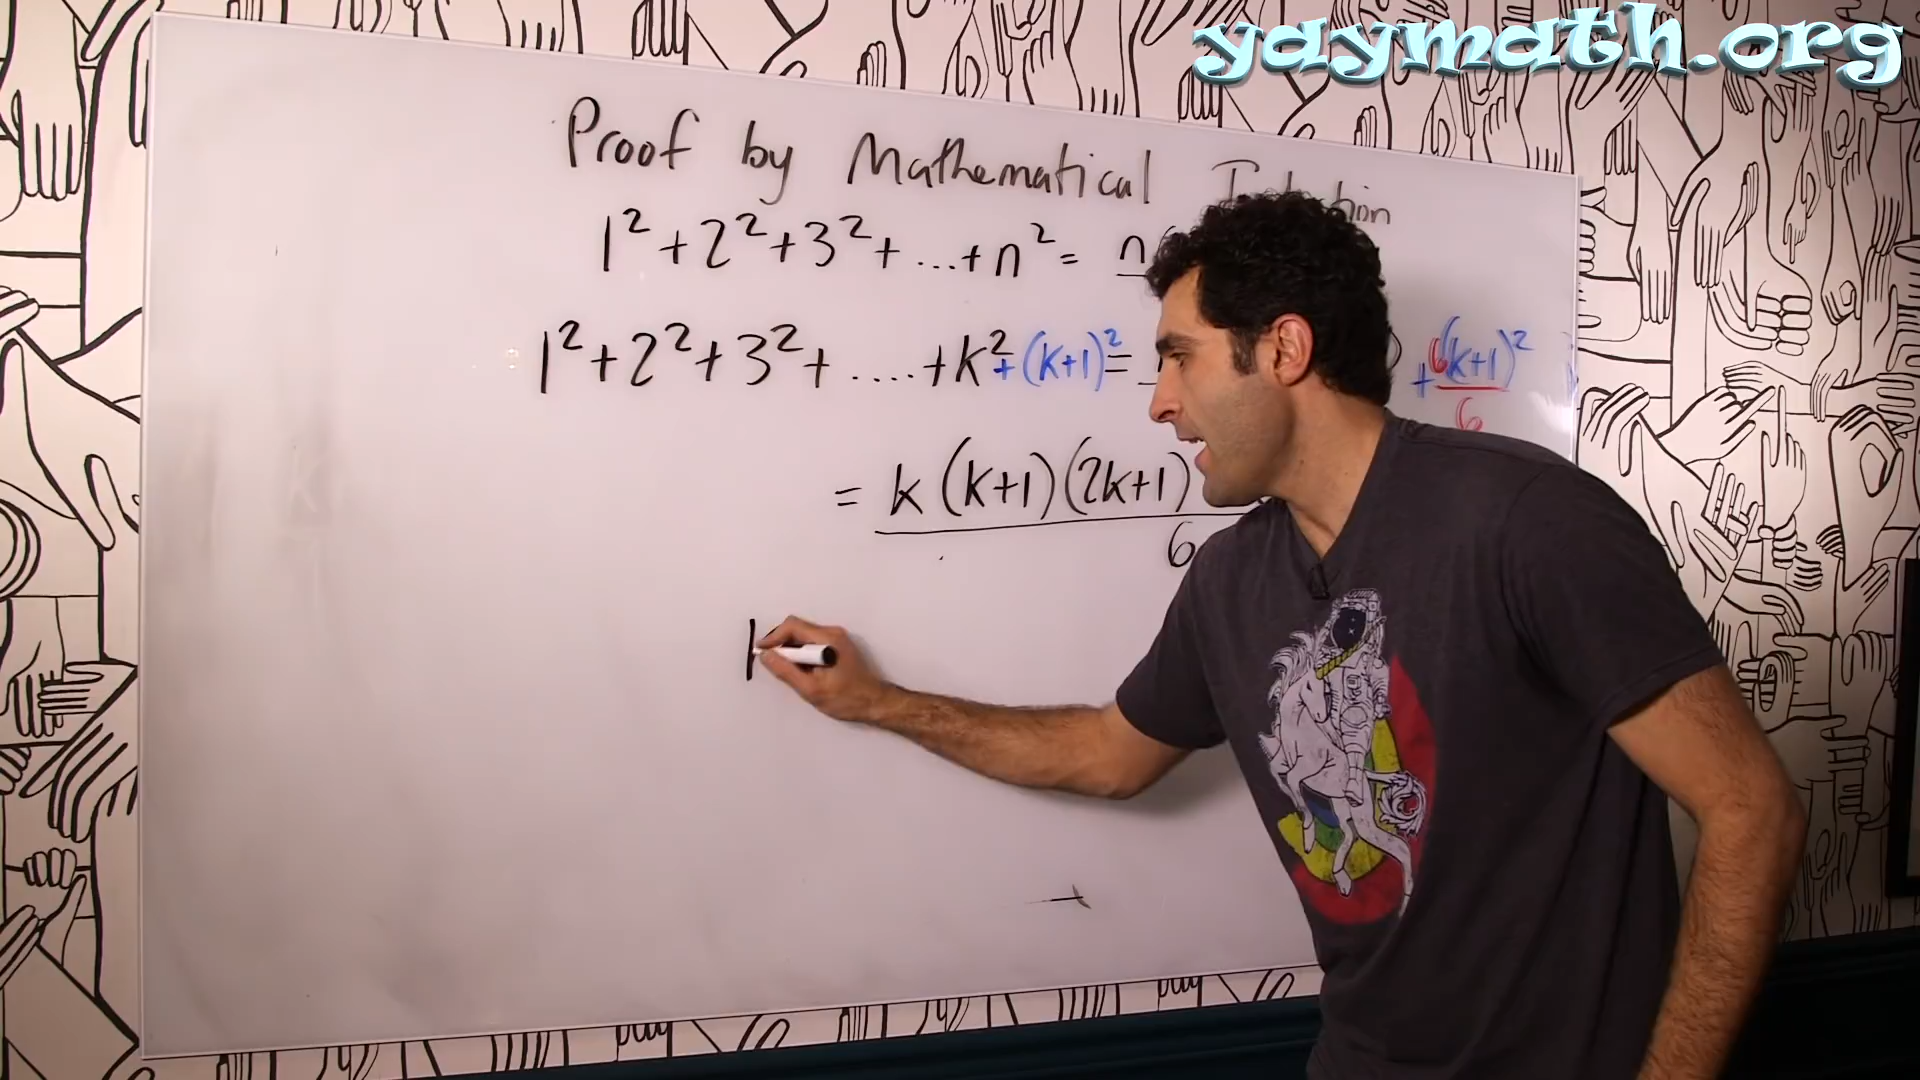 yaymath.org
Proof by Mathematical
1² + 2² + 3² + ... + n² = n
1² + 2² + 3² + .... + k² + (k+1)² = + 6(k+1)² / 6
= k (k+1)(2k+1) / 6